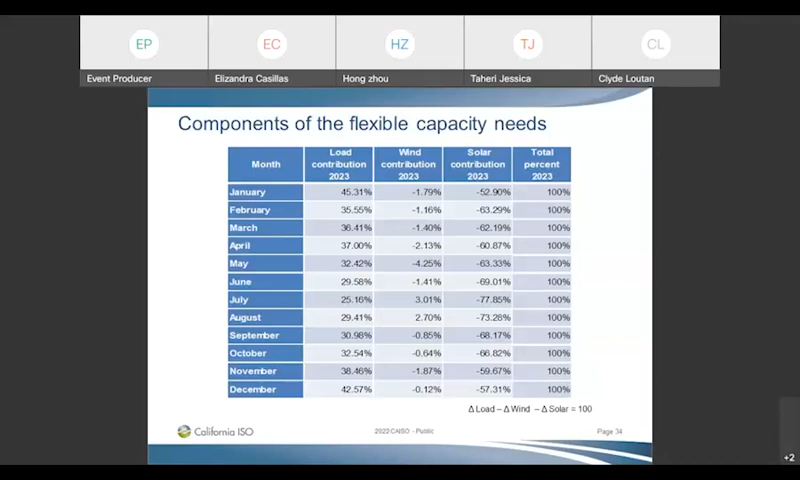 EP EC HZ TJ CL
Event Producer Elizandra Casillas Hong zhou Taheri Jessica Clyde Loutan
Components of the flexible capacity needs
Month Load contribution 2023 Wind contribution 2023 Solar contribution 2023 Total percent 2023
January 45.31% -1.79% -52.90% 100%
February 35.55% -1.16% -63.29% 100%
March 36.41% -1.40% -62.19% 100%
April 37.00% -2.13% -60.87% 100%
May 32.42% -4.25% -63.33% 100%
June 29.58% -1.41% -69.01% 100%
July 25.16% 3.01% -77.85% 100%
August 29.41% 2.70% -73.28% 100%
September 30.98% -0.85% -68.17% 100%
October 32.54% -0.64% -66.82% 100%
November 38.46% -1.87% -59.67% 100%
December 42.57% -0.12% -57.31% 100%
Δ Load – Δ Wind – Δ Solar = 100
California ISO 2022 CAISO - Public Page 34
+2